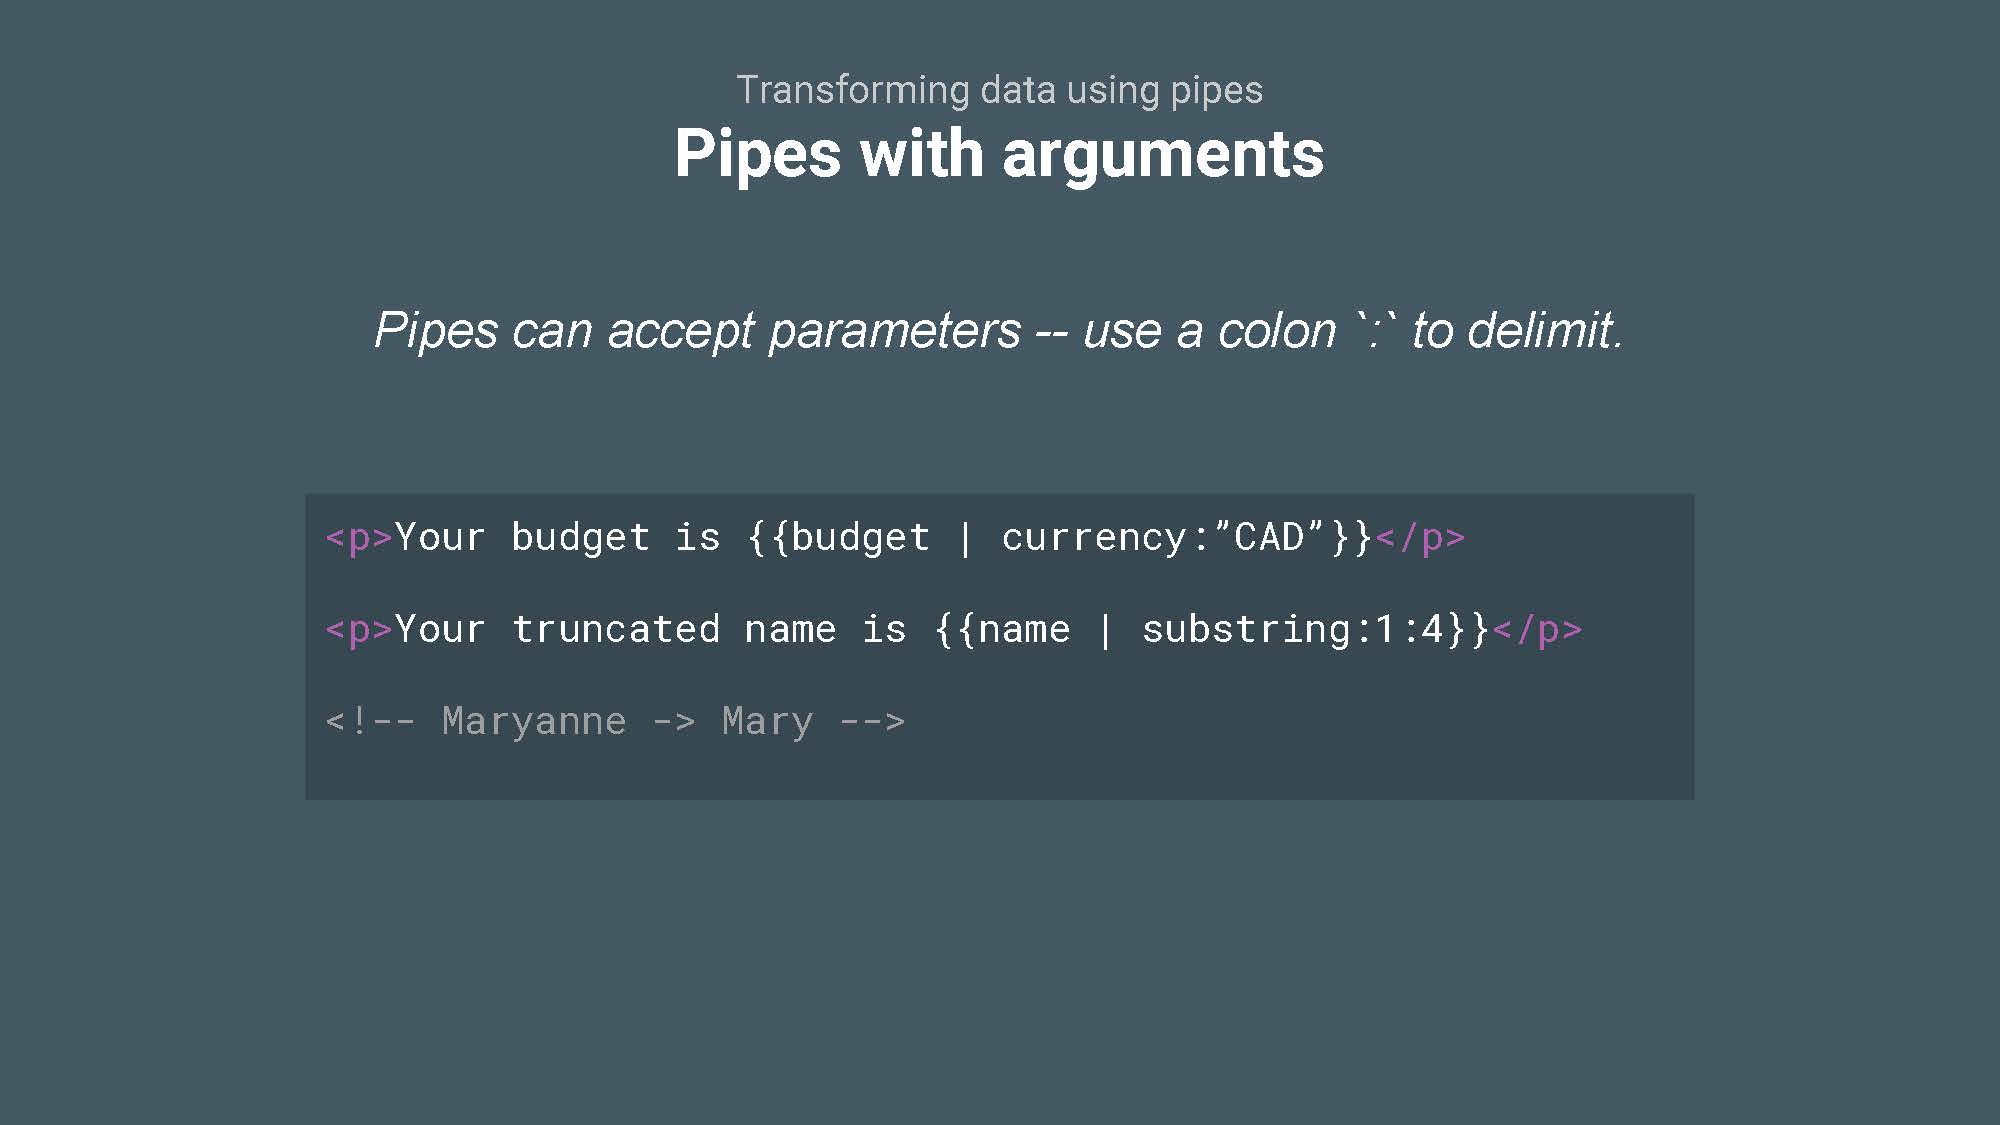 Transforming data using pipes
Pipes with arguments
Pipes can accept parameters -- use a colon `:` to delimit.
<p>Your budget is {{budget | currency:”CAD”}}</p>
<p>Your truncated name is {{name | substring:1:4}}</p>
<!-- Maryanne -> Mary -->